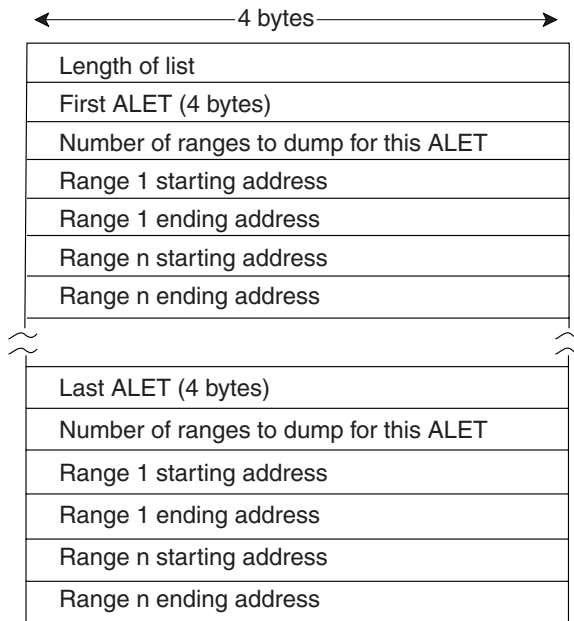 4 bytes
Length of list
First ALET (4 bytes)
Number of ranges to dump for this ALET
Range 1 starting address
Range 1 ending address
Range n starting address
Range n ending address
Last ALET (4 bytes)
Number of ranges to dump for this ALET
Range 1 starting address
Range 1 ending address
Range n starting address
Range n ending address